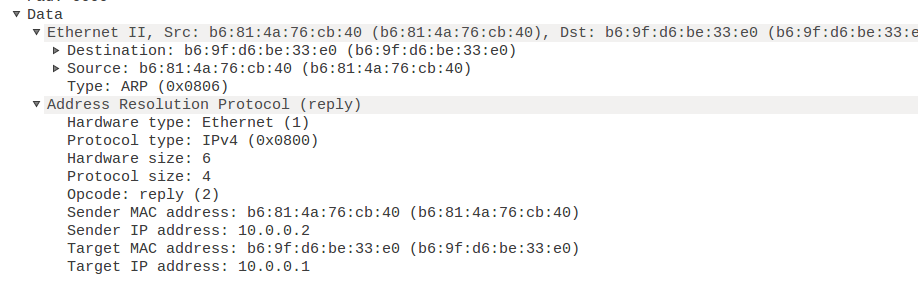 Data
Ethernet II, Src: b6:81:4a:76:cb:40 (b6:81:4a:76:cb:40), Dst: b6:9f:d6:be:33:e0 (b6:9f:d6:be:33:e
Destination: b6:9f:d6:be:33:e0 (b6:9f:d6:be:33:e0)
Source: b6:81:4a:76:cb:40 (b6:81:4a:76:cb:40)
Type: ARP (0x0806)
Address Resolution Protocol (reply)
Hardware type: Ethernet (1)
Protocol type: IPv4 (0x0800)
Hardware size: 6
Protocol size: 4
Opcode: reply (2)
Sender MAC address: b6:81:4a:76:cb:40 (b6:81:4a:76:cb:40)
Sender IP address: 10.0.0.2
Target MAC address: b6:9f:d6:be:33:e0 (b6:9f:d6:be:33:e0)
Target IP address: 10.0.0.1